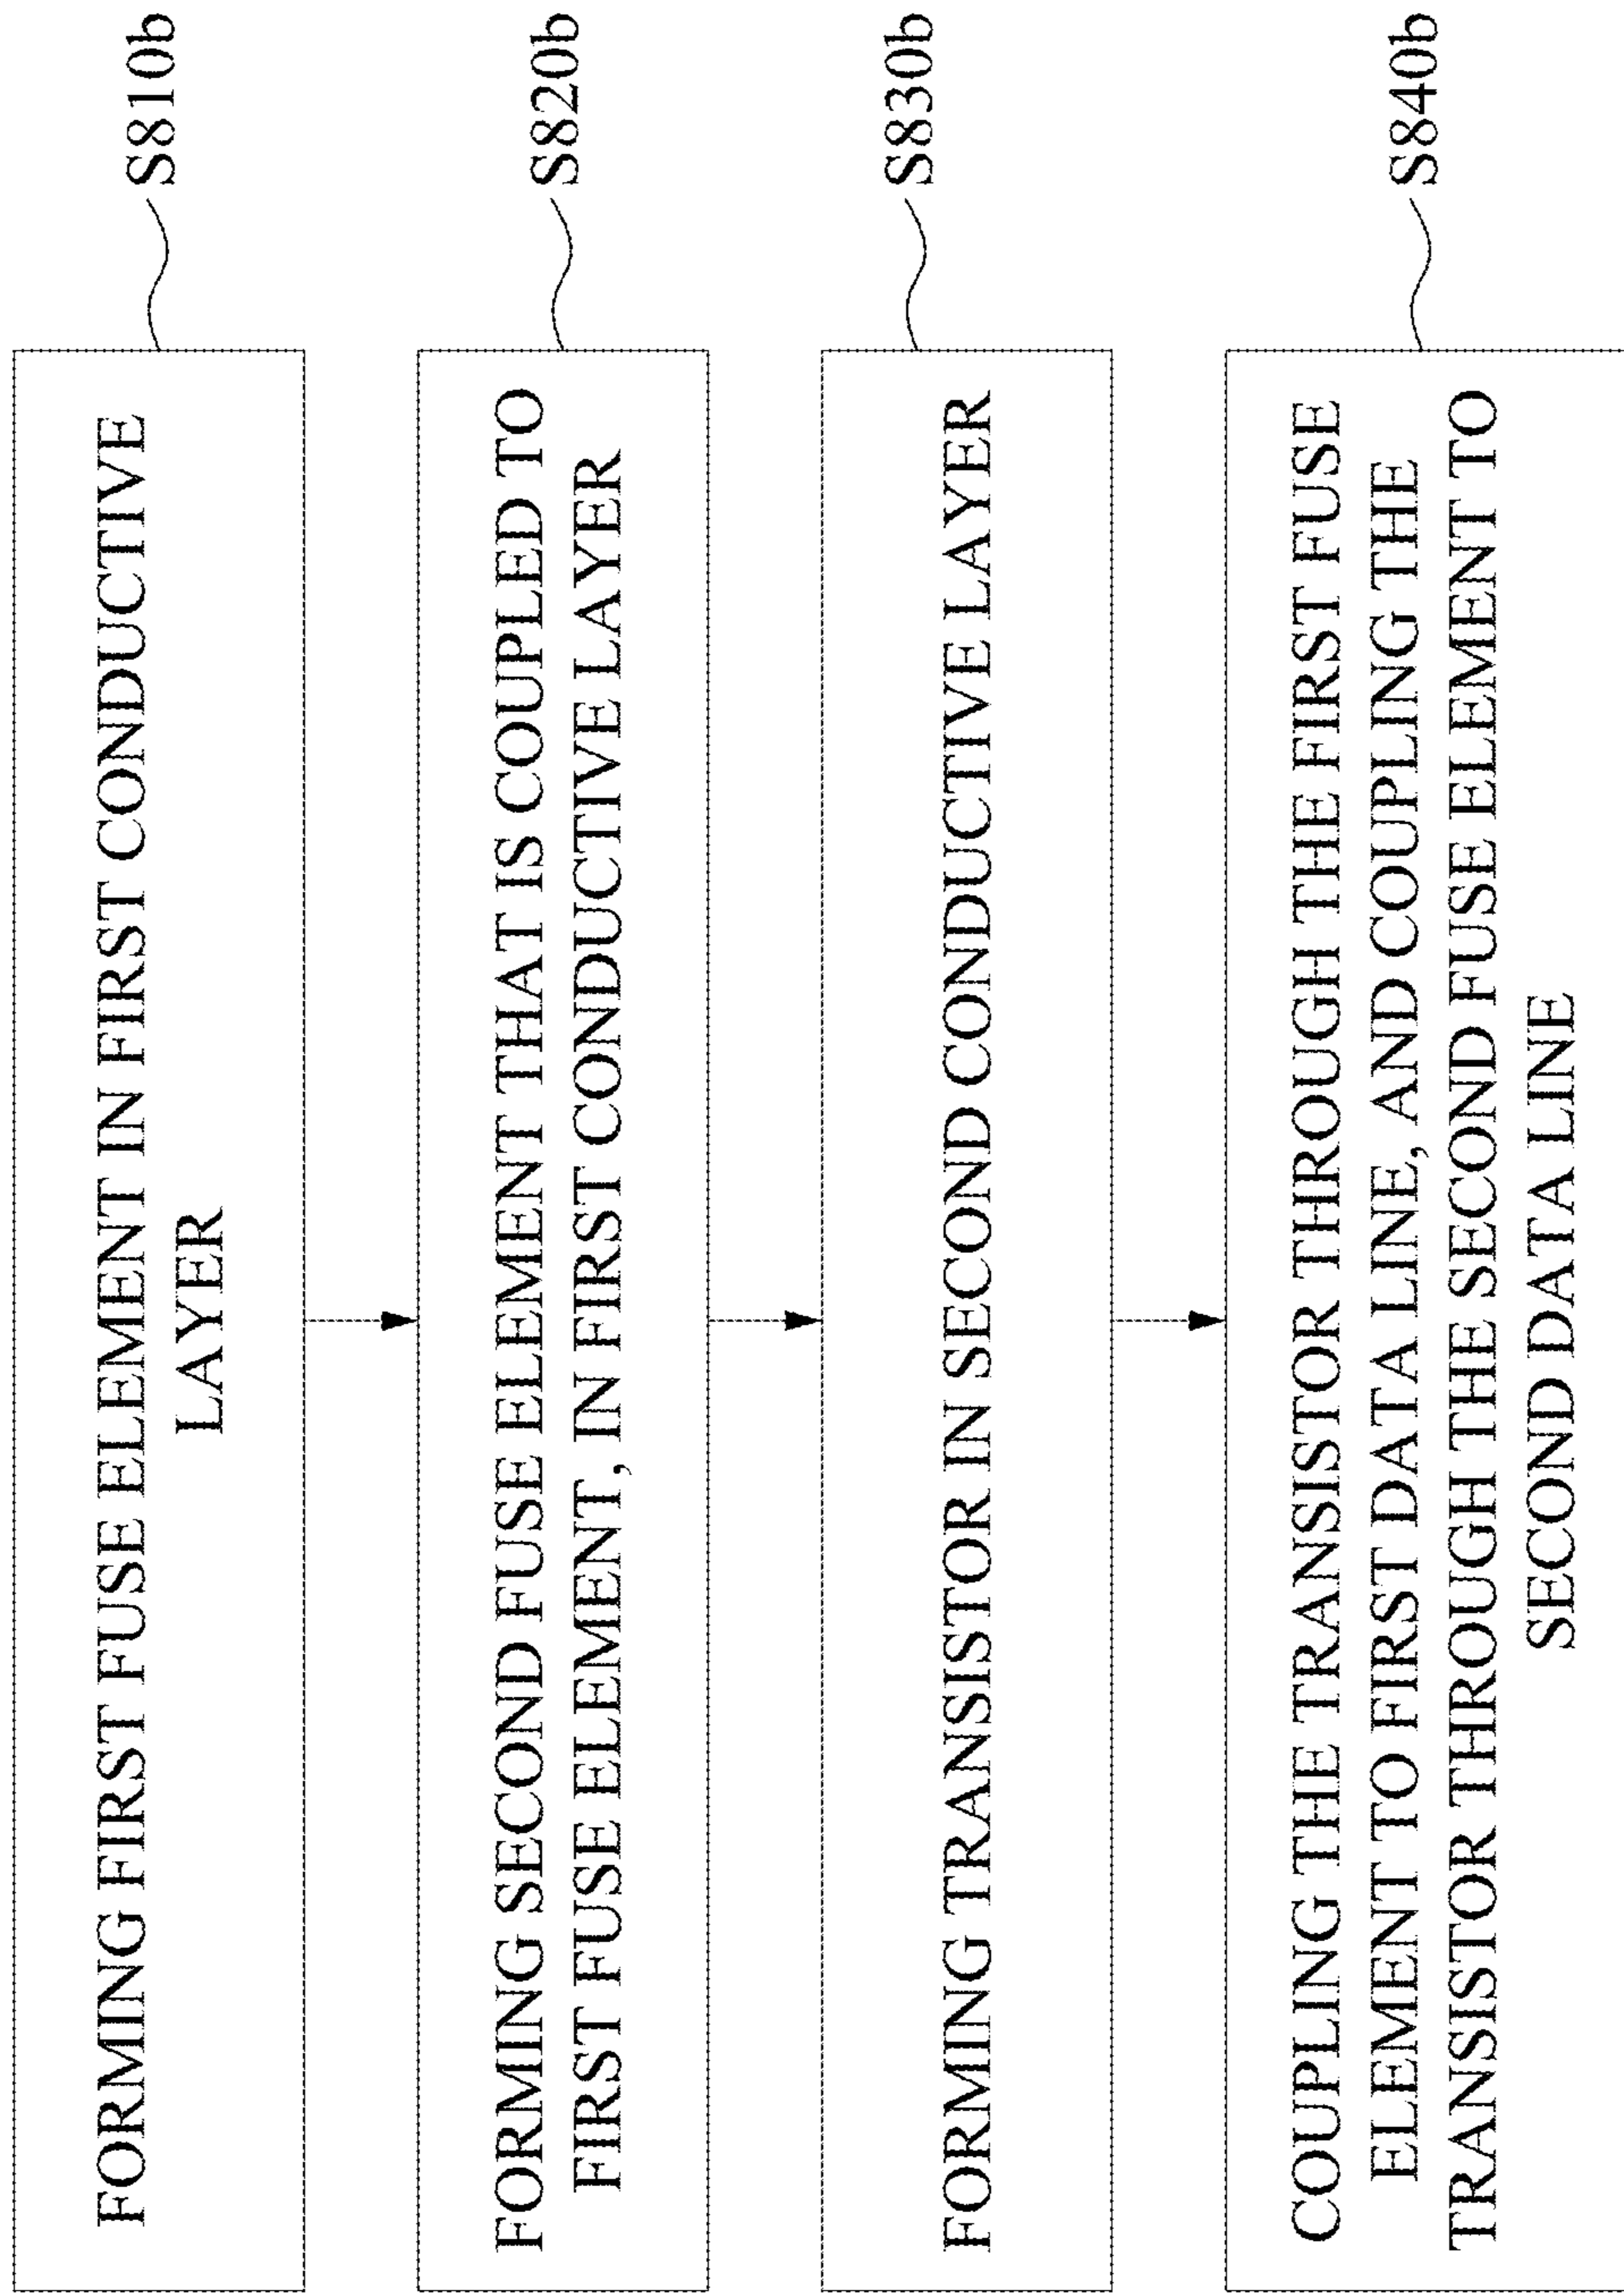 FORMING FIRST FUSE ELEMENT IN FIRST CONDUCTIVE
LAYER
S810b
FORMING SECOND FUSE ELEMENT THAT IS COUPLED TO
FIRST FUSE ELEMENT, IN FIRST CONDUCTIVE LAYER
S820b
FORMING TRANSISTOR IN SECOND CONDUCTIVE LAYER
S830b
COUPLING THE TRANSISTOR THROUGH THE FIRST FUSE
ELEMENT TO FIRST DATA LINE, AND COUPLING THE
TRANSISTOR THROUGH THE SECOND FUSE ELEMENT TO
SECOND DATA LINE
S840b